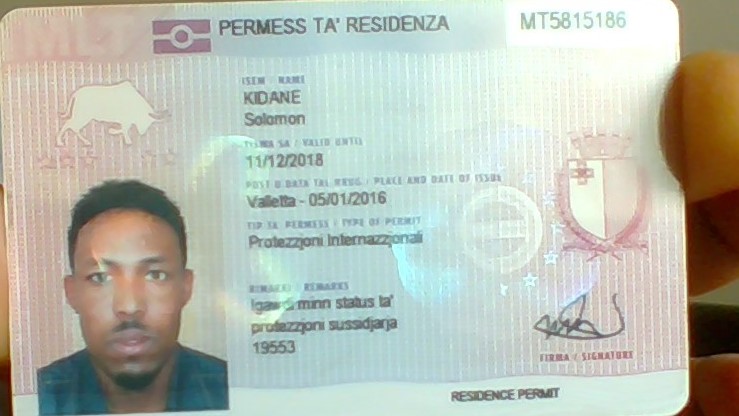 MLT
PERMESS TA' RESIDENZA
MT5815186
ISEM / NAME
KIDANE
Solomon
TISWA SA / VALID UNTIL
11/12/2018
POST U DATA TAL-ĦRUG / PLACE AND DATE OF ISSUE
Valletta - 05/01/2016
TIP TA' PERMESS / TYPE OF PERMIT
Protezzjoni Internazzjonali
RIMARKI / REMARKS
Igawdi minn status ta'
protezzjoni sussidjarja
19553
FIRMA / SIGNATURE
RESIDENCE PERMIT